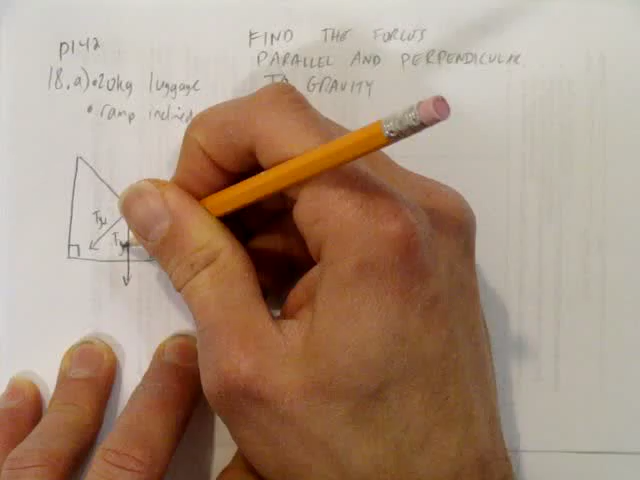 p142
18. a) • 20kg luggage
• ramp inclined
FIND THE FORCES
PARALLEL AND PERPENDICULAR
TO GRAVITY